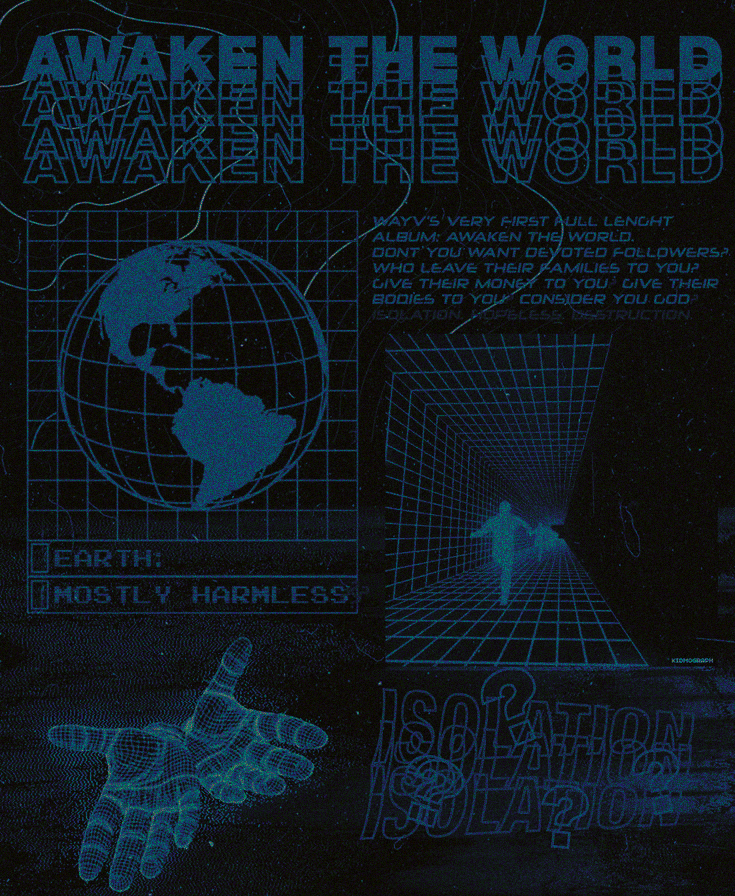 AWAKEN THE WORLD
AWAKEN THE WORLD
AWAKEN THE WORLD
AWAKEN THE WORLD
WAYV'S VERY FIRST FULL LENGHT
ALBUM: AWAKEN THE WORLD.
DONT YOU WANT DEVOTED FOLLOWERS?
WHO LEAVE THEIR FAMILIES TO YOU?
GIVE THEIR MONEY TO YOU? GIVE THEIR
BODIES TO YOU? CONSIDER YOU GOD?
ISOLATION. HOPELESS. DESTRUCTION.
EARTH:
MOSTLY HARMLESS
KIDMOGRAPH
ISOLATION
ISOLATION
ISOLATION